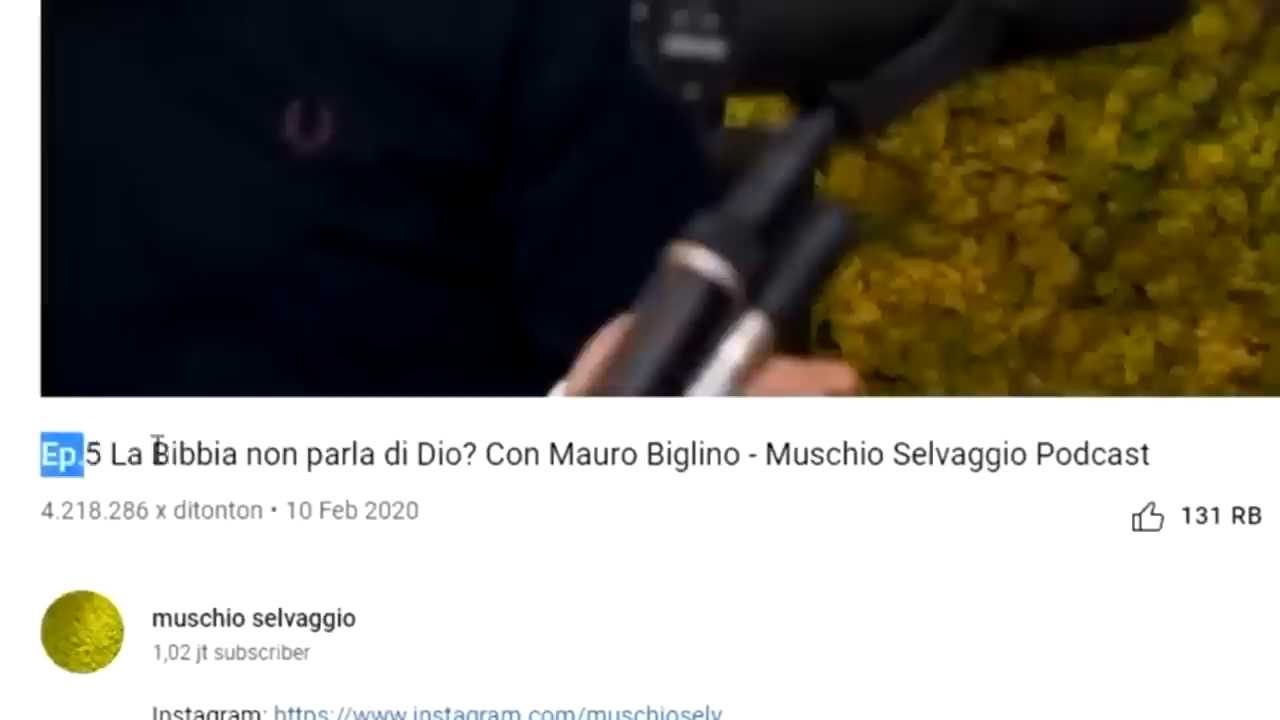 Ep.5 La Bibbia non parla di Dio? Con Mauro Biglino - Muschio Selvaggio Podcast
4.218.286 x ditonton • 10 Feb 2020
131 RB
muschio selvaggio
1,02 jt subscriber
Instagram: https://www.instagram.com/muschioselv